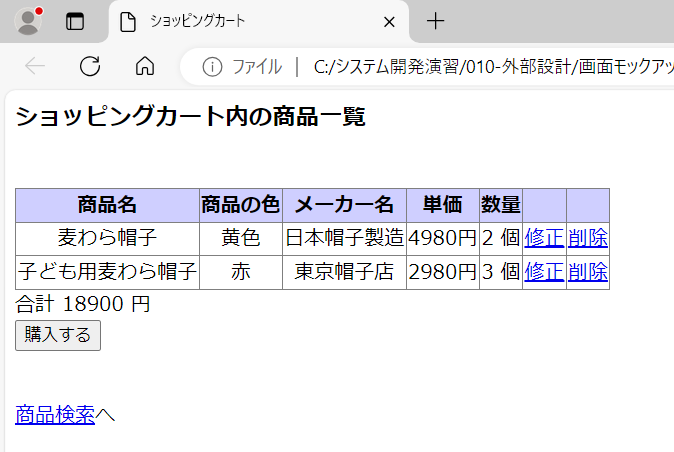 ショッピングカート
ファイル | C:/システム開発演習/010-外部設計/画面モックアッ
ショッピングカート内の商品一覧
商品名 商品の色 メーカー名 単価 数量
麦わら帽子 黄色 日本帽子製造 4980円 2 個 修正 削除
子ども用麦わら帽子 赤 東京帽子店 2980円 3 個 修正 削除
合計 18900 円
購入する
商品検索へ